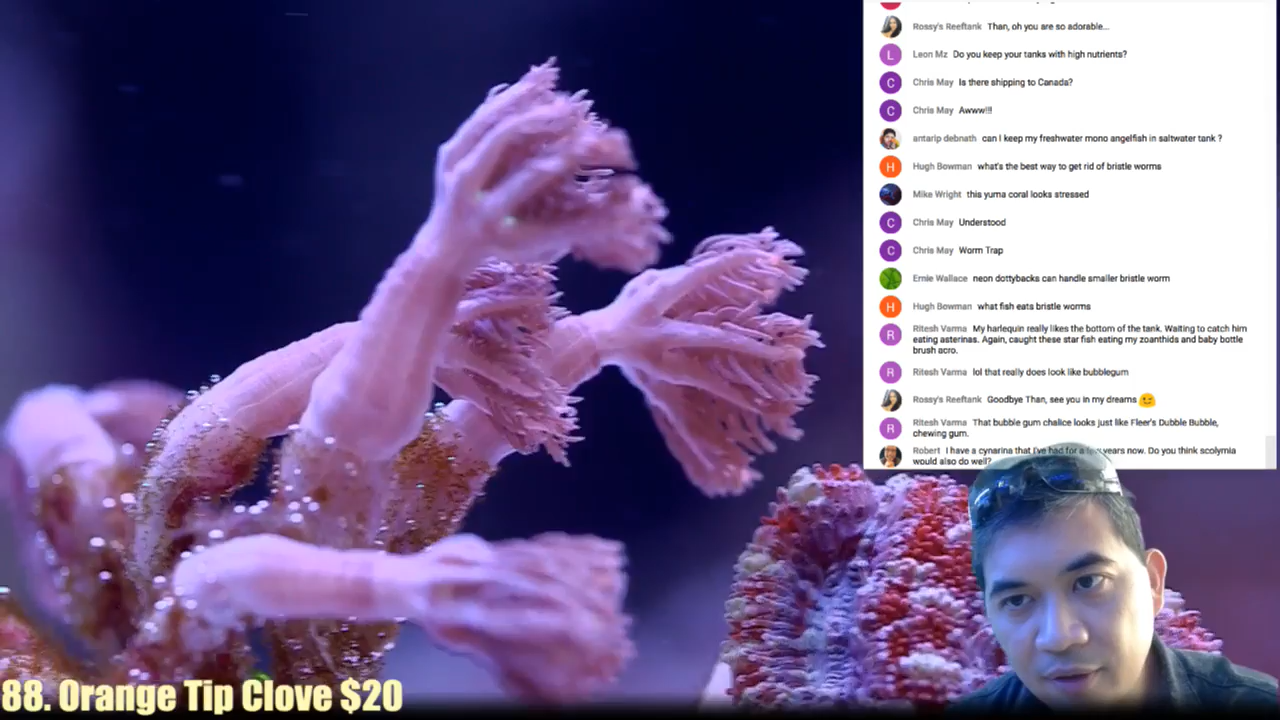 Rossy's Reeftank Than, oh you are so adorable...
L Leon Mz Do you keep your tanks with high nutrients?
C Chris May Is there shipping to Canada?
C Chris May Awww!!!
antarip debnath can I keep my freshwater mono angelfish in saltwater tank ?
H Hugh Bowman what's the best way to get rid of bristle worms
Mike Wright this yuma coral looks stressed
C Chris May Understood
C Chris May Worm Trap
Ernie Wallace neon dottybacks can handle smaller bristle worm
H Hugh Bowman what fish eats bristle worms
R Ritesh Varma My harlequin really likes the bottom of the tank. Waiting to catch him
eating asterinas. Again, caught these star fish eating my zoanthids and baby bottle
brush acro.
R Ritesh Varma lol that really does look like bubblegum
Rossy's Reeftank Goodbye Than, see you in my dreams 😉
R Ritesh Varma That bubble gum chalice looks just like Fleer's Dubble Bubble,
chewing gum.
Robert I have a cynarina that I've had for a few years now. Do you think scolymia
would also do well?
88. Orange Tip Clove $20